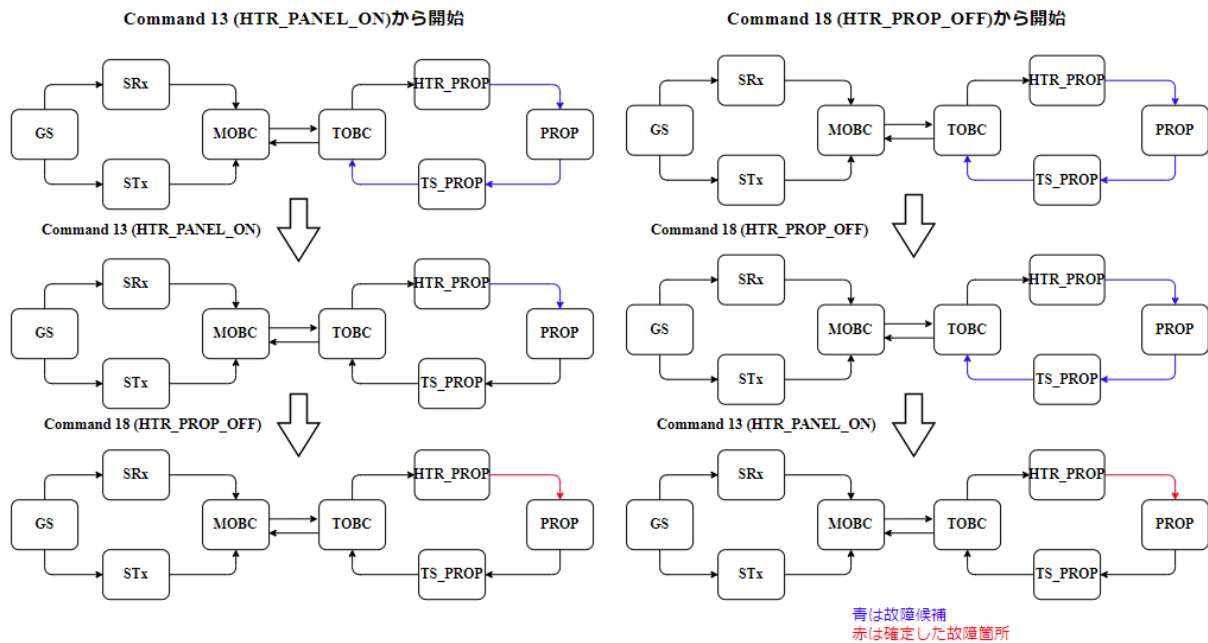 Command 13 (HTR_PANEL_ON)から開始
SRx
HTR_PROP
GS
MOBC
TOBC
PROP
STx
TS_PROP
Command 13 (HTR_PANEL_ON)
SRx
HTR_PROP
GS
MOBC
TOBC
PROP
STx
TS_PROP
Command 18 (HTR_PROP_OFF)
SRx
HTR_PROP
GS
MOBC
TOBC
PROP
STx
TS_PROP
Command 18 (HTR_PROP_OFF)から開始
SRx
HTR_PROP
GS
MOBC
TOBC
PROP
STx
TS_PROP
Command 18 (HTR_PROP_OFF)
SRx
HTR_PROP
GS
MOBC
TOBC
PROP
STx
TS_PROP
Command 13 (HTR_PANEL_ON)
SRx
HTR_PROP
GS
MOBC
TOBC
PROP
STx
TS_PROP
青は故障候補
赤は確定した故障箇所